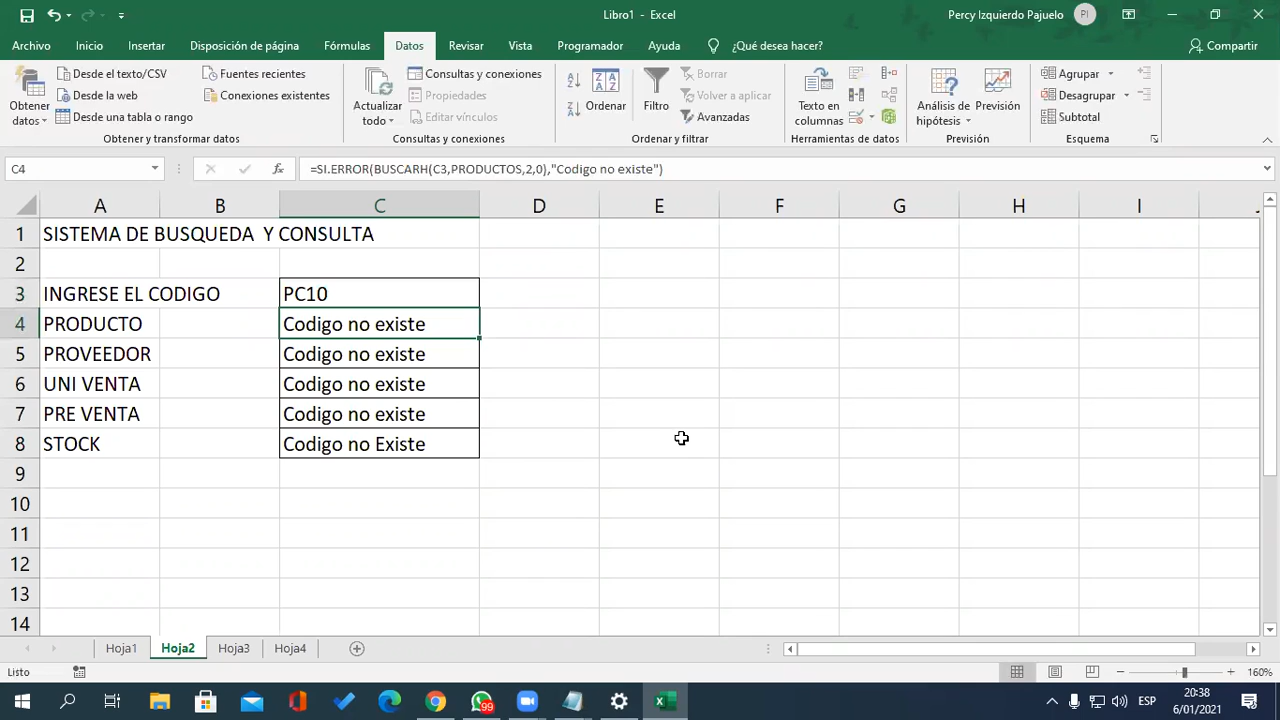 Libro1 - Excel
Percy Izquierdo Pajuelo
PI
Archivo Inicio Insertar Disposición de página Fórmulas Datos Revisar Vista Programador Ayuda ¿Qué desea hacer? Compartir
Obtener datos
Desde el texto/CSV
Desde la web
Desde una tabla o rango
Fuentes recientes
Conexiones existentes
Obtener y transformar datos
Actualizar todo
Consultas y conexiones
Propiedades
Editar vínculos
Consultas y conexiones
Ordenar
Filtro
Borrar
Volver a aplicar
Avanzadas
Ordenar y filtrar
Texto en columnas
Herramientas de datos
Análisis de hipótesis
Previsión
Previsión
Agrupar
Desagrupar
Subtotal
Esquema
C4
=SI.ERROR(BUSCARH(C3,PRODUCTOS,2,0),"Codigo no existe")
A B C D E F G H I
1 SISTEMA DE BUSQUEDA Y CONSULTA
2
3 INGRESE EL CODIGO PC10
4 PRODUCTO Codigo no existe
5 PROVEEDOR Codigo no existe
6 UNI VENTA Codigo no existe
7 PRE VENTA Codigo no existe
8 STOCK Codigo no Existe
9
10
11
12
13
14
Hoja1 Hoja2 Hoja3 Hoja4
Listo
160%
99
ESP
20:38
6/01/2021